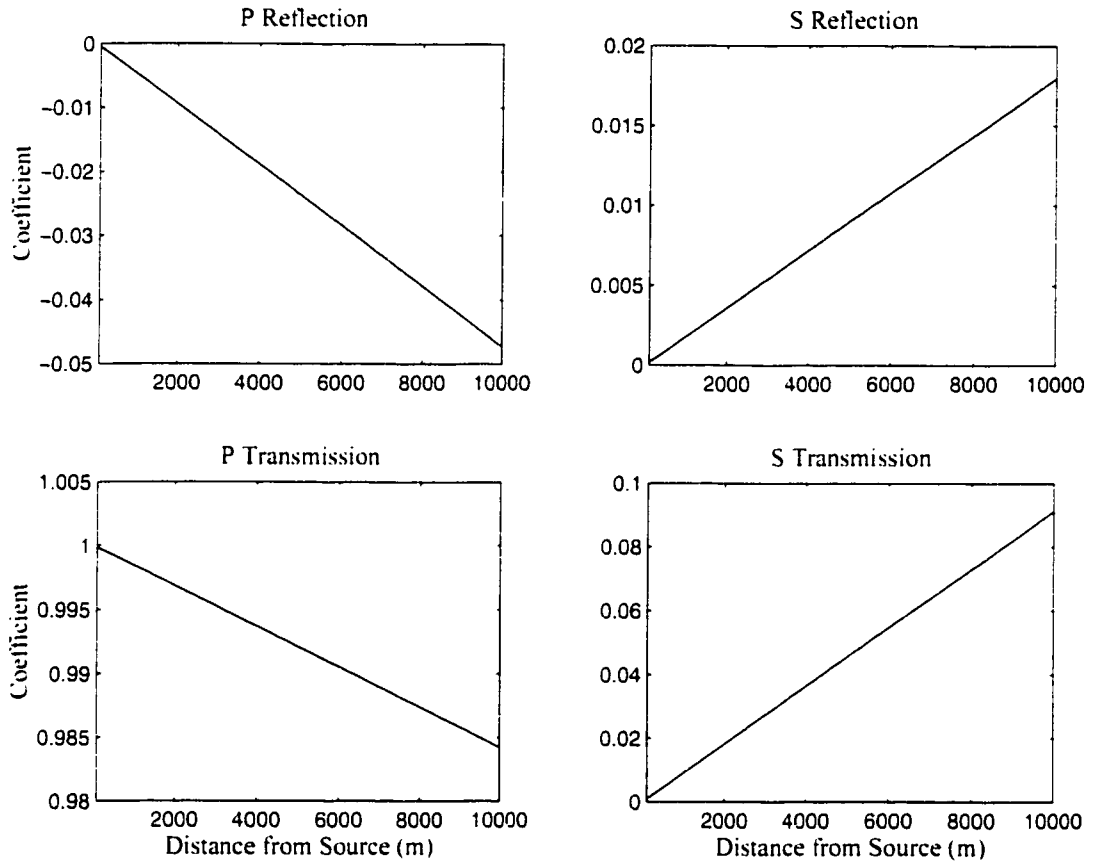 P Reflection
0
-0.01
-0.02
-0.03
-0.04
-0.05
Coefficient
2000 4000 6000 8000 10000
S Reflection
0.02
0.015
0.01
0.005
0
2000 4000 6000 8000 10000
P Transmission
1.005
1
0.995
0.99
0.985
0.98
Coefficient
2000 4000 6000 8000 10000
Distance from Source (m)
S Transmission
0.1
0.08
0.06
0.04
0.02
0
2000 4000 6000 8000 10000
Distance from Source (m)